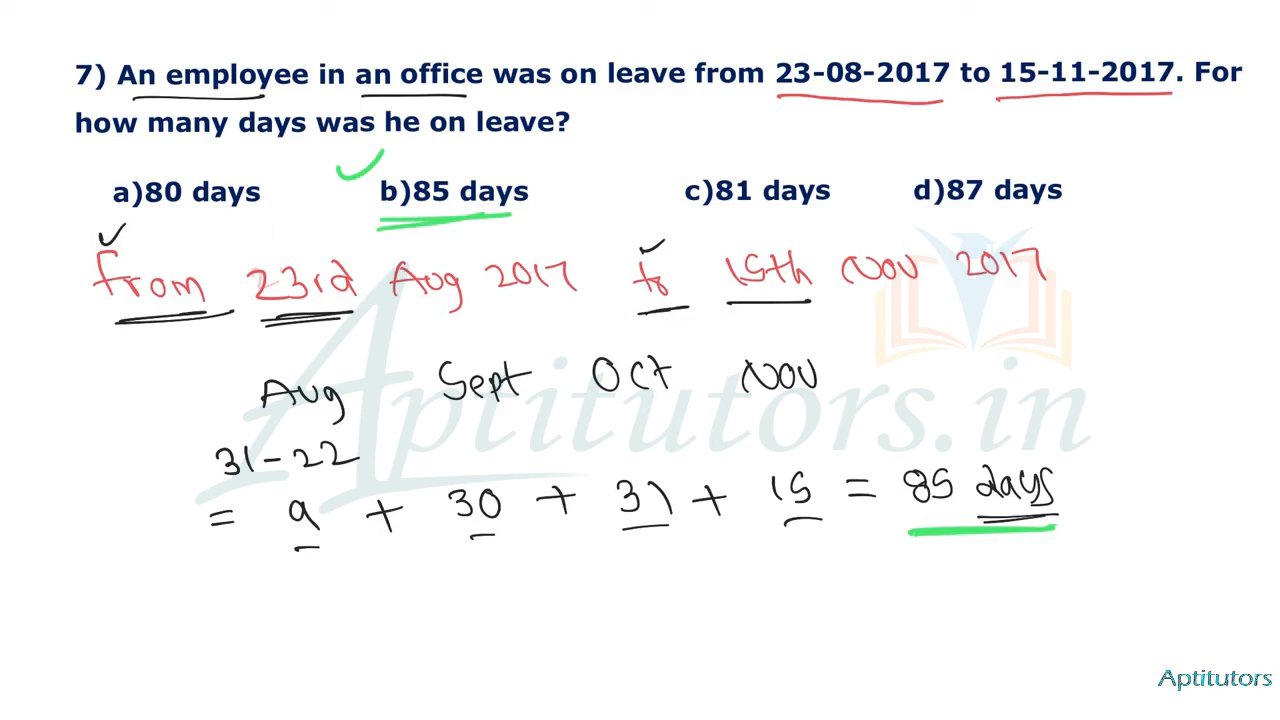 7) An employee in an office was on leave from 23-08-2017 to 15-11-2017. For
how many days was he on leave?
a)80 days b)85 days c)81 days d)87 days
from 23rd Aug 2017 to 15th Nov 2017
Aug Sept Oct Nov
31-22
= 9 + 30 + 31 + 15 = 85 days
Aptitutors.in
Aptitutors